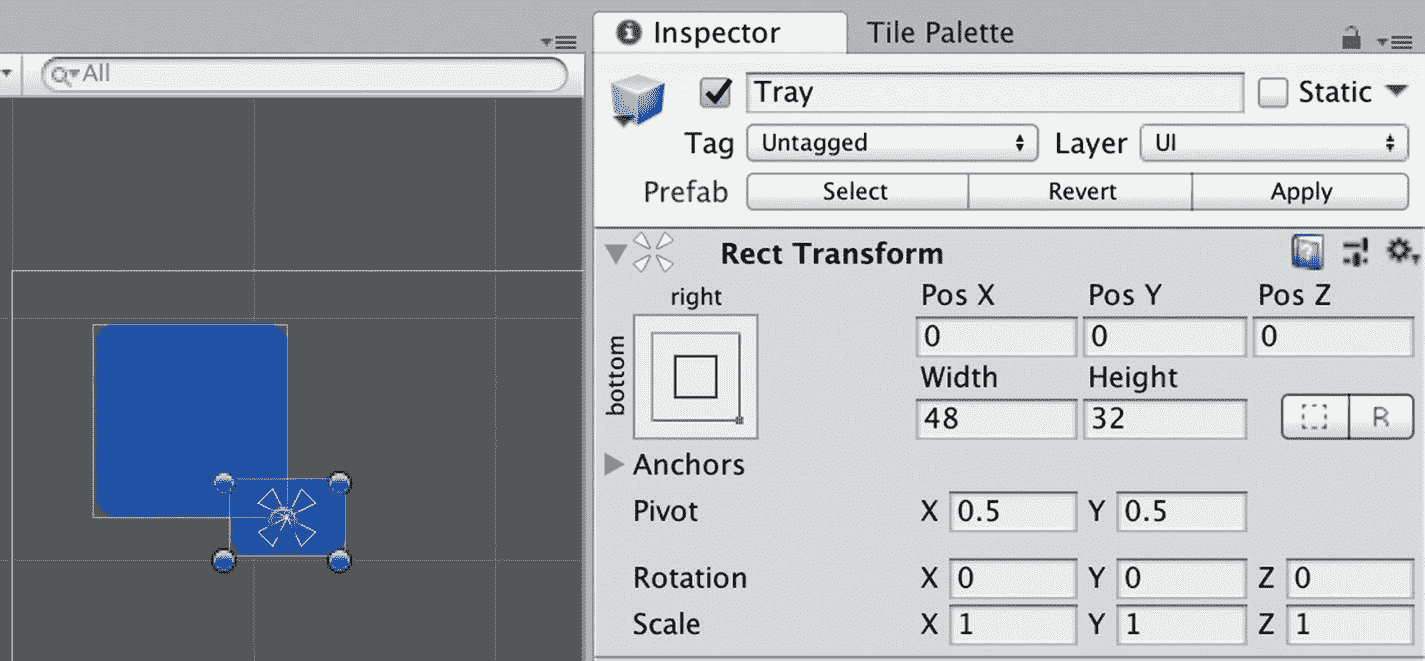 Inspector Tile Palette
All
Tray Static
Tag Untagged Layer UI
Prefab Select Revert Apply
Rect Transform
right Pos X Pos Y Pos Z
0 0 0
bottom
Width Height
48 32 R
Anchors
Pivot X 0.5 Y 0.5
Rotation X 0 Y 0 Z 0
Scale X 1 Y 1 Z 1